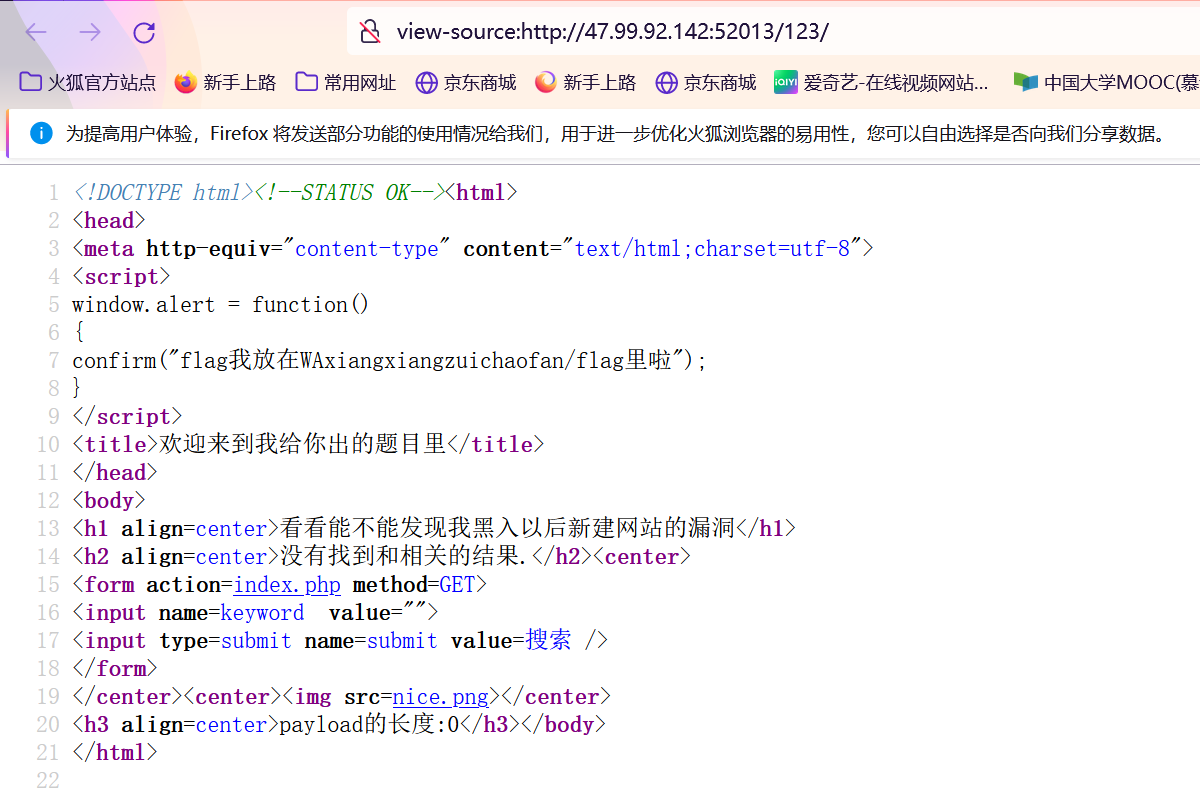 view-source:http://47.99.92.142:52013/123/
火狐官方站点 新手上路 常用网址 京东商城 新手上路 京东商城 iQIYI 爱奇艺-在线视频网站... 中国大学MOOC(慕
为提高用户体验，Firefox 将发送部分功能的使用情况给我们，用于进一步优化火狐浏览器的易用性，您可以自由选择是否向我们分享数据。
1 <!DOCTYPE html><!--STATUS OK--><html>
2 <head>
3 <meta http-equiv="content-type" content="text/html;charset=utf-8">
4 <script>
5 window.alert = function()
6 {
7 confirm("flag我放在WAxiangxiangzuichaofan/flag里啦");
8 }
9 </script>
10 <title>欢迎来到我给你出的题目里</title>
11 </head>
12 <body>
13 <h1 align=center>看看能不能发现我黑入以后新建网站的漏洞</h1>
14 <h2 align=center>没有找到和相关的结果.</h2><center>
15 <form action=index.php method=GET>
16 <input name=keyword  value="">
17 <input type=submit name=submit value=搜索 />
18 </form>
19 </center><center><img src=nice.png></center>
20 <h3 align=center>payload的长度:0</h3></body>
21 </html>
22